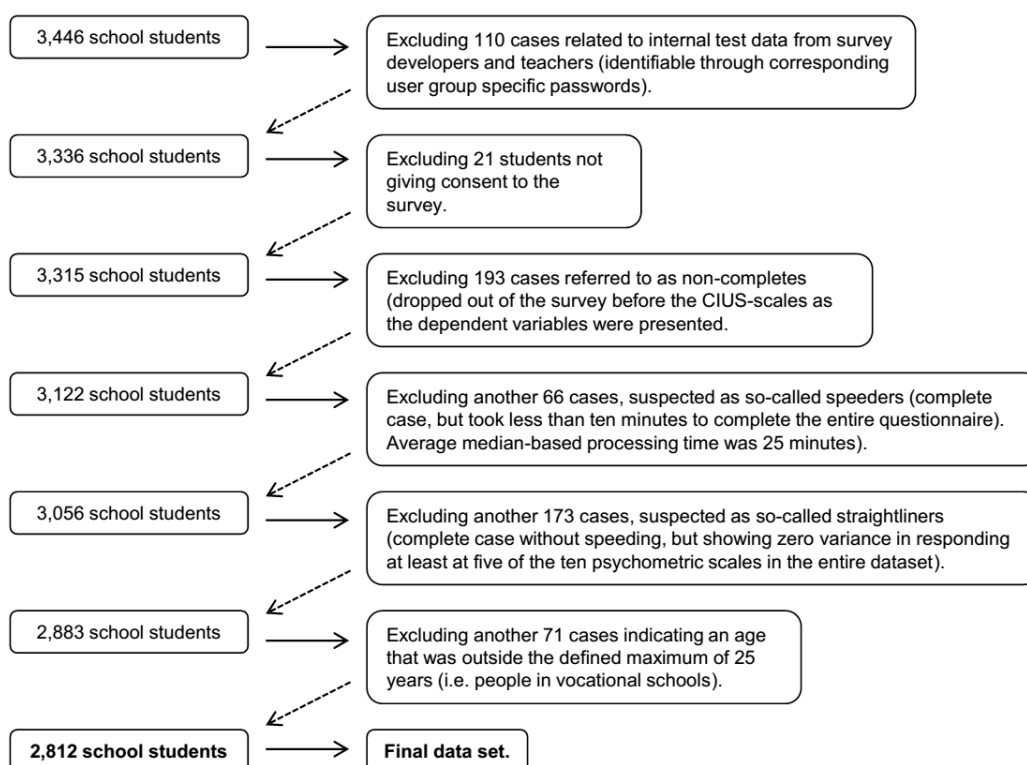 3,446 school students
Excluding 110 cases related to internal test data from survey
developers and teachers (identifiable through corresponding
user group specific passwords).
3,336 school students
Excluding 21 students not
giving consent to the
survey.
3,315 school students
Excluding 193 cases referred to as non-completes
(dropped out of the survey before the CIUS-scales as
the dependent variables were presented.
3,122 school students
Excluding another 66 cases, suspected as so-called speeders (complete
case, but took less than ten minutes to complete the entire questionnaire).
Average median-based processing time was 25 minutes).
3,056 school students
Excluding another 173 cases, suspected as so-called straightliners
(complete case without speeding, but showing zero variance in responding
at least at five of the ten psychometric scales in the entire dataset).
2,883 school students
Excluding another 71 cases indicating an age
that was outside the defined maximum of 25
years (i.e. people in vocational schools).
2,812 school students
Final data set.